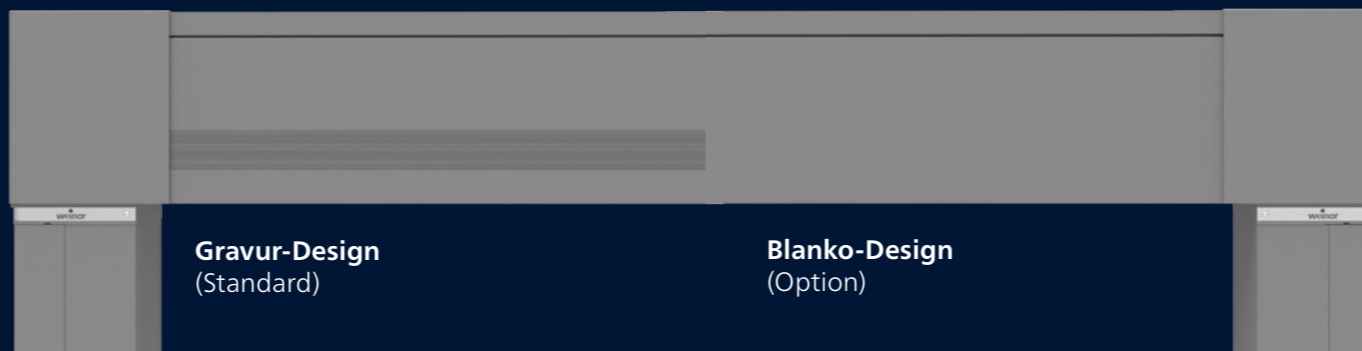 weinor
weinor
Gravur-Design
(Standard)
Blanko-Design
(Option)